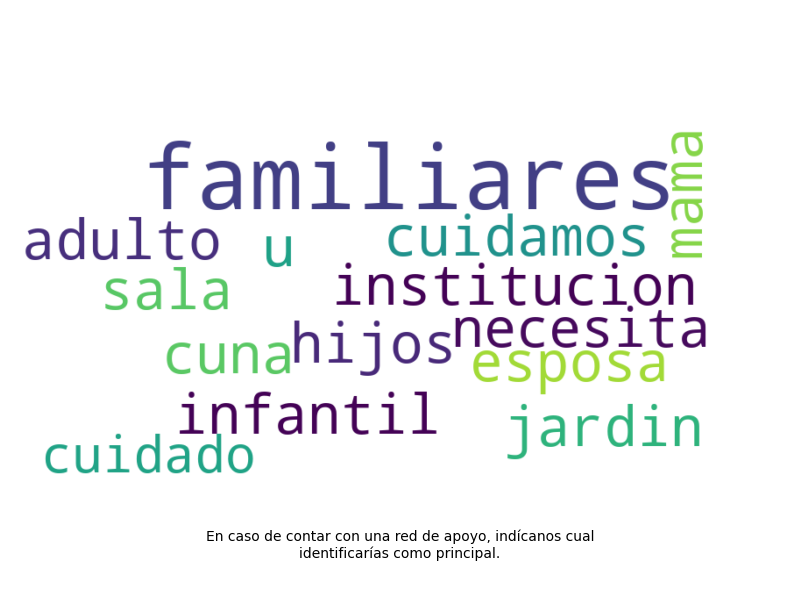 familiares
mama
adulto u cuidamos
sala institucion
cuna hijos necesita
esposa
infantil jardin
cuidado
En caso de contar con una red de apoyo, indícanos cual
identificarías como principal.